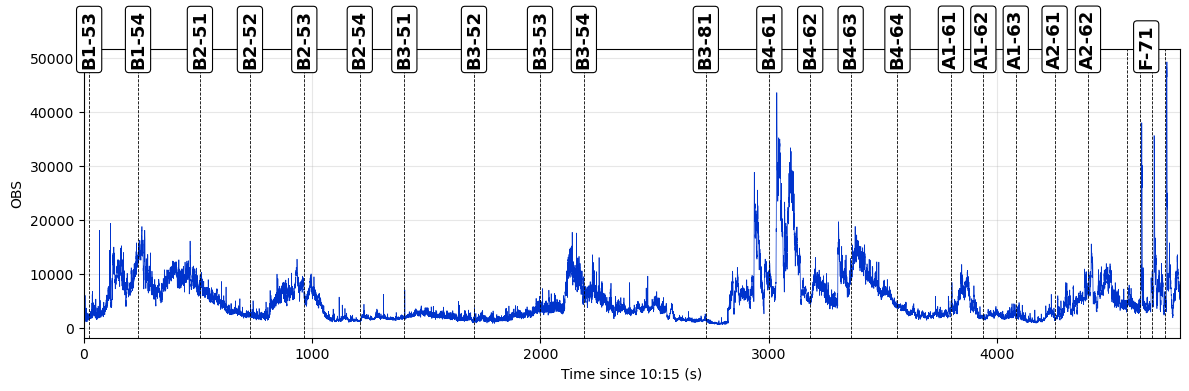 B1-53
B1-54
B2-51
B2-52
B2-53
B2-54
B3-51
B3-52
B3-53
B3-54
B3-81
B4-61
B4-62
B4-63
B4-64
A1-61
A1-62
A1-63
A2-61
A2-62
F-71
50000
40000
30000
20000
10000
0
OBS
0 1000 2000 3000 4000
Time since 10:15 (s)